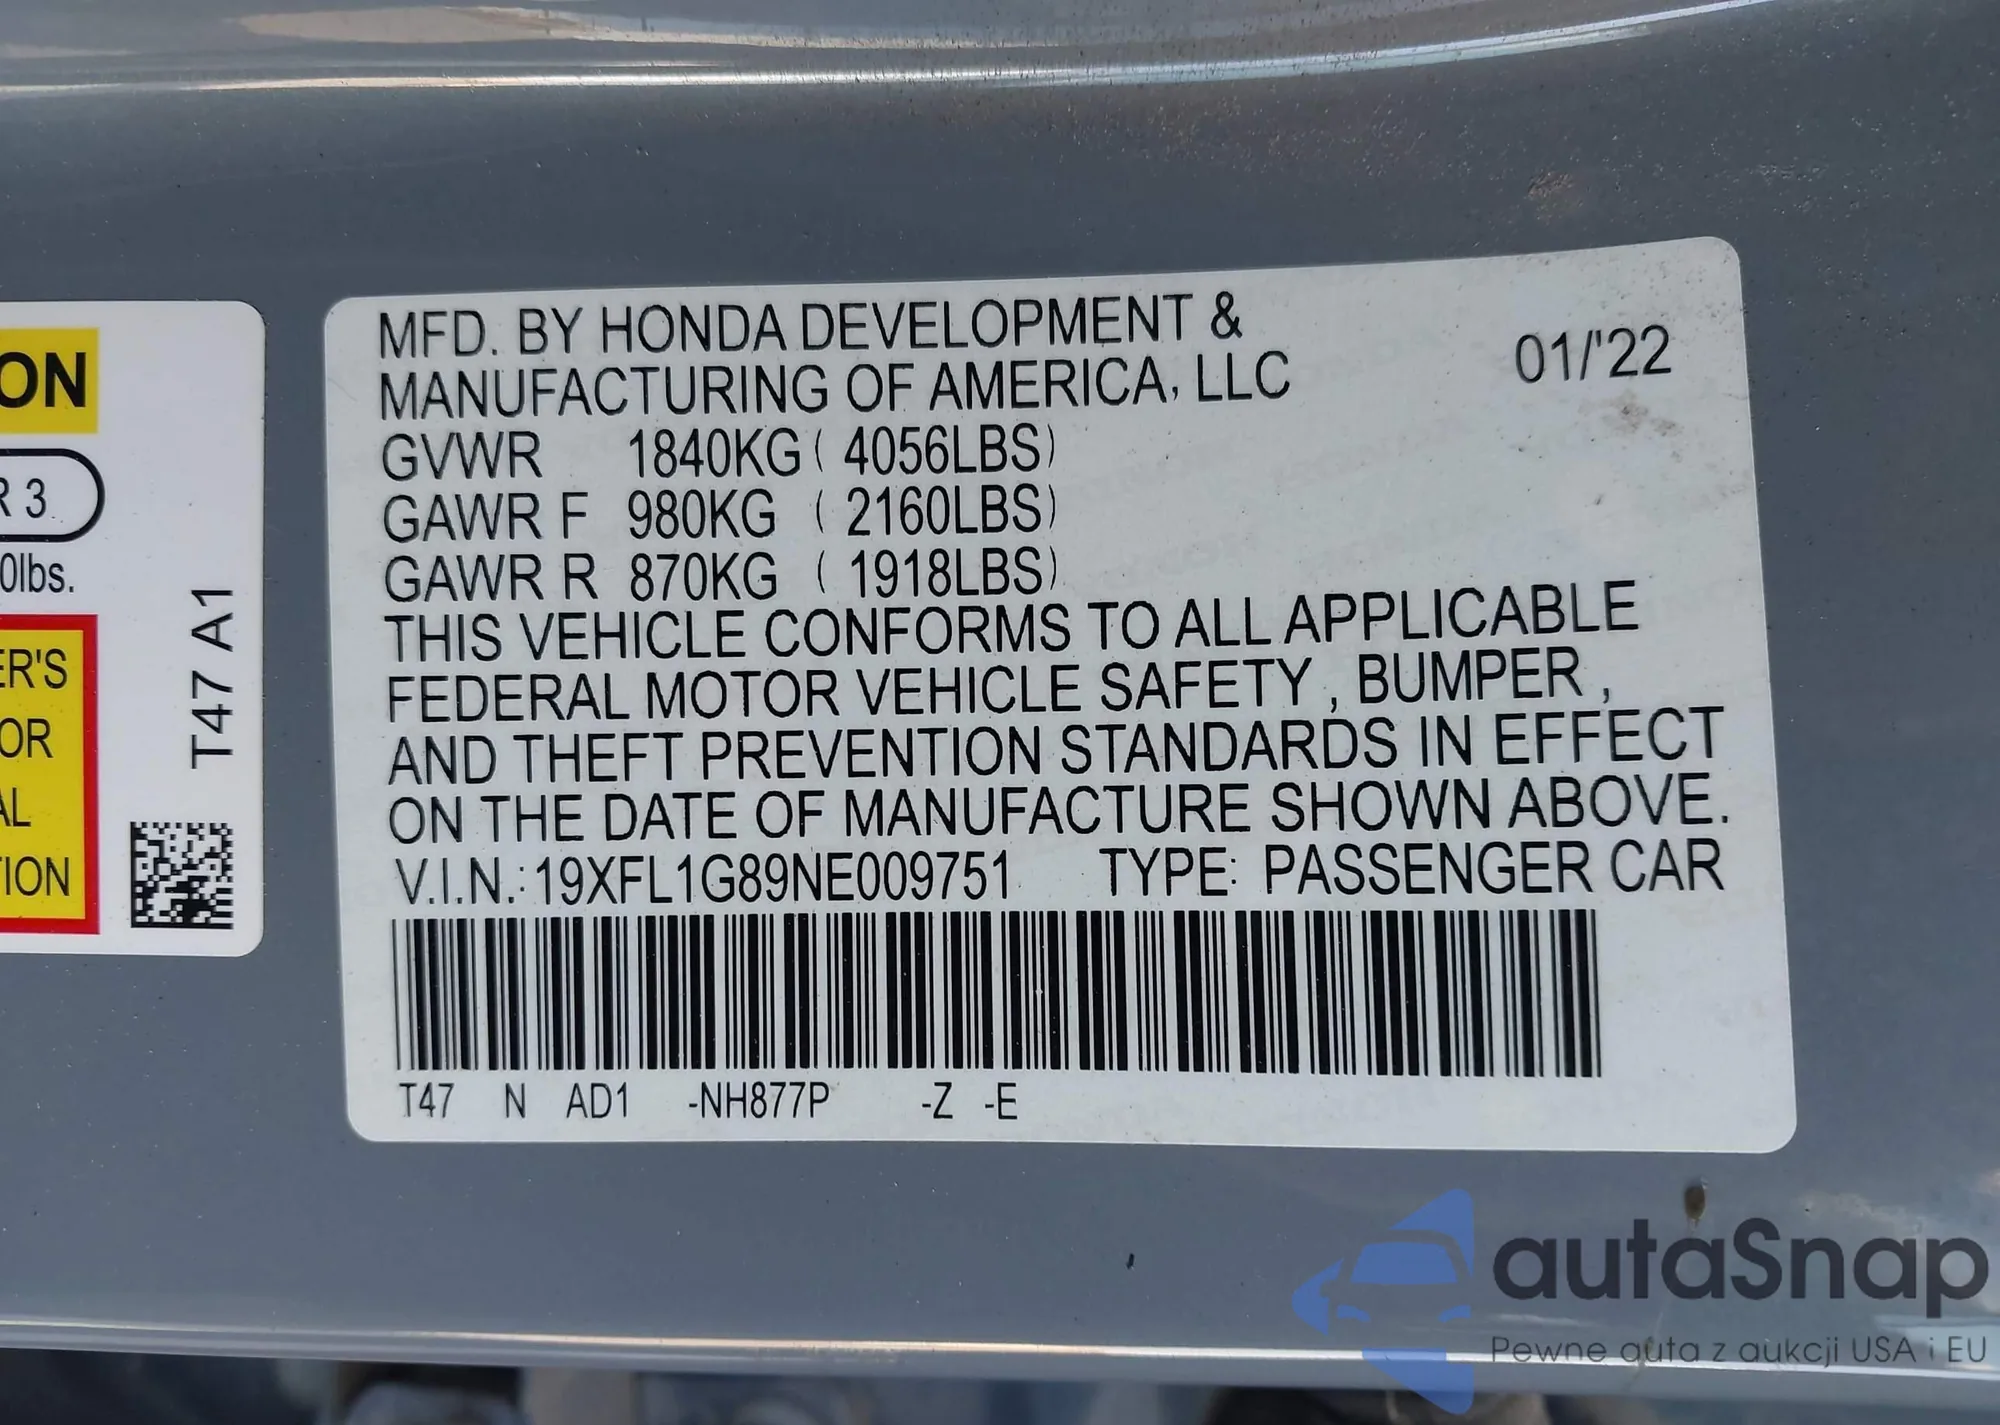 ON
R 3
0lbs.
ER'S
OR
AL
TION
T47 A1
MFD. BY HONDA DEVELOPMENT &
MANUFACTURING OF AMERICA, LLC
01/'22
GVWR 1840KG ( 4056LBS)
GAWR F 980KG ( 2160LBS)
GAWR R 870KG ( 1918LBS)
THIS VEHICLE CONFORMS TO ALL APPLICABLE
FEDERAL MOTOR VEHICLE SAFETY , BUMPER ,
AND THEFT PREVENTION STANDARDS IN EFFECT
ON THE DATE OF MANUFACTURE SHOWN ABOVE.
V.I.N.: 19XFL1G89NE009751 TYPE: PASSENGER CAR
T47 N AD1 -NH877P -Z -E
autaSnap
Pewne auta z aukcji USA i EU